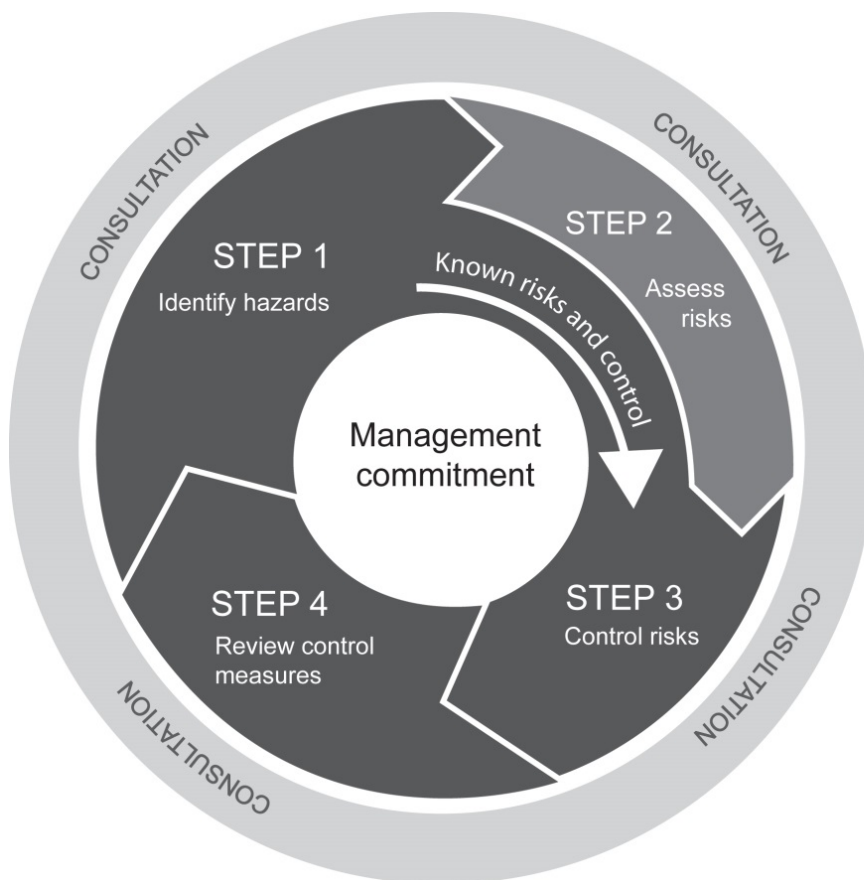 CONSULTATION
CONSULTATION
STEP 1
Identify hazards
STEP 2
Assess
risks
Known risks and control
Management
commitment
STEP 3
Control risks
STEP 4
Review control
measures
CONSULTATION
CONSULTATION